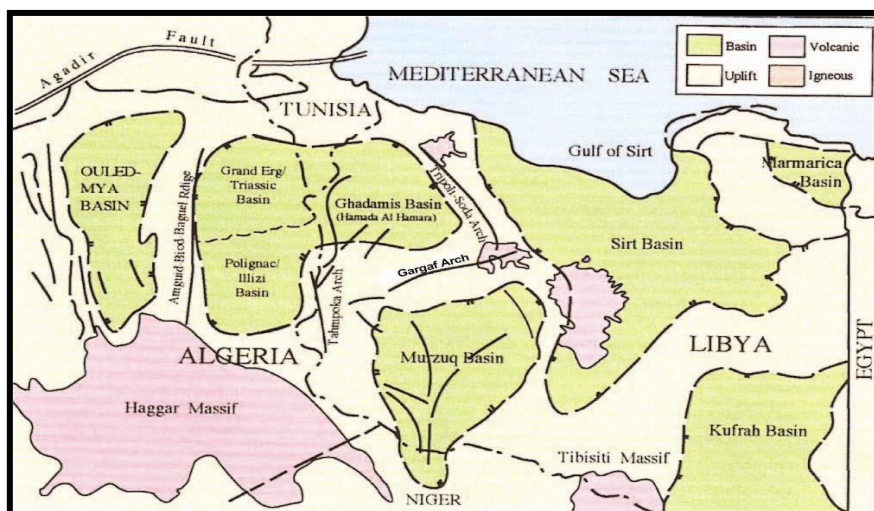 Agadir Fault
MEDITERRANEAN SEA
Basin
Volcanic
Uplift
Igneous
TUNISIA
Gulf of Sirt
OULED-
MYA
BASIN
Amguid-Biod-Baguel Rdige
Grand Erg/
Triassic
Basin
Ghadamis Basin
(Hamada Al Hamara)
Tripoli-Soda Arch
Marmarica
Basin
Sirt Basin
Polignac/
Illizi
Basin
Gargaf Arch
Tahmpoka Arch
ALGERIA
Murzuq Basin
LIBYA
EGYPT
Haggar Massif
Kufrah Basin
Tibisiti Massif
NIGER